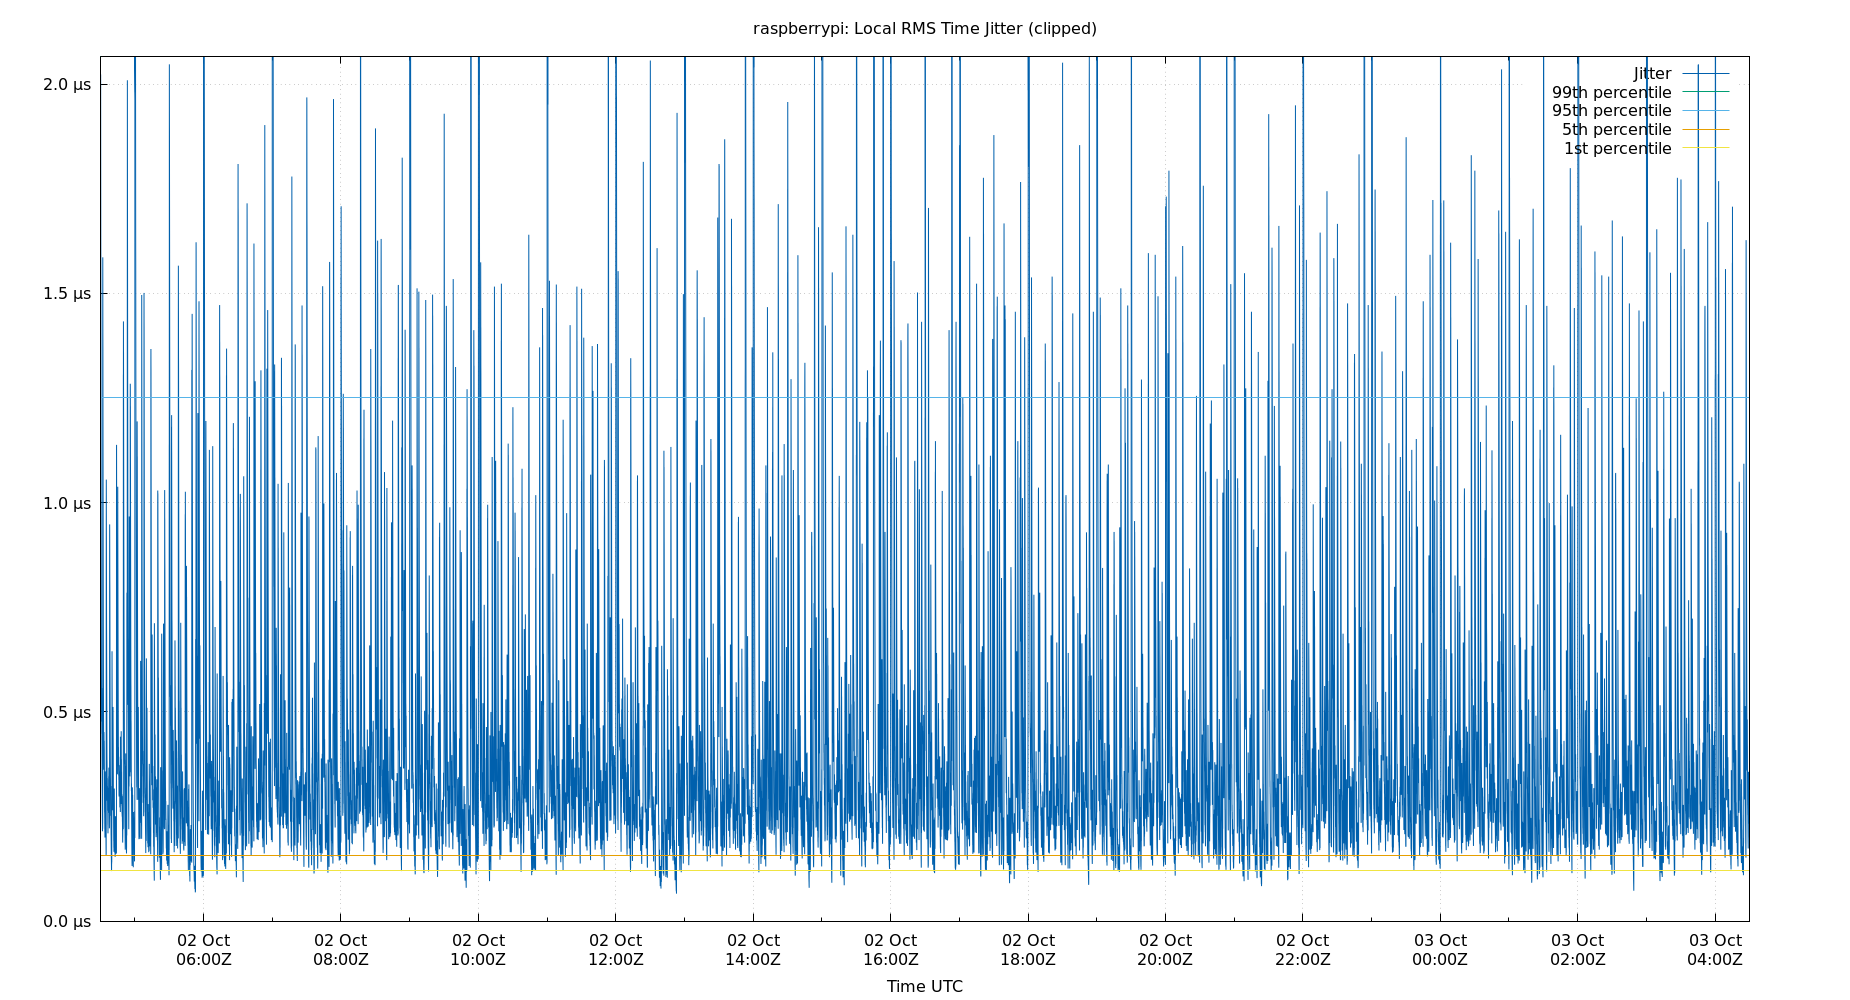 raspberrypi: Local RMS Time Jitter (clipped)
2.0 µs
1.5 µs
1.0 µs
0.5 µs
0.0 µs
Jitter
99th percentile
95th percentile
5th percentile
1st percentile
02 Oct 02 Oct 02 Oct 02 Oct 02 Oct 02 Oct 02 Oct 02 Oct 02 Oct 03 Oct 03 Oct 03 Oct
06:00Z 08:00Z 10:00Z 12:00Z 14:00Z 16:00Z 18:00Z 20:00Z 22:00Z 00:00Z 02:00Z 04:00Z
Time UTC